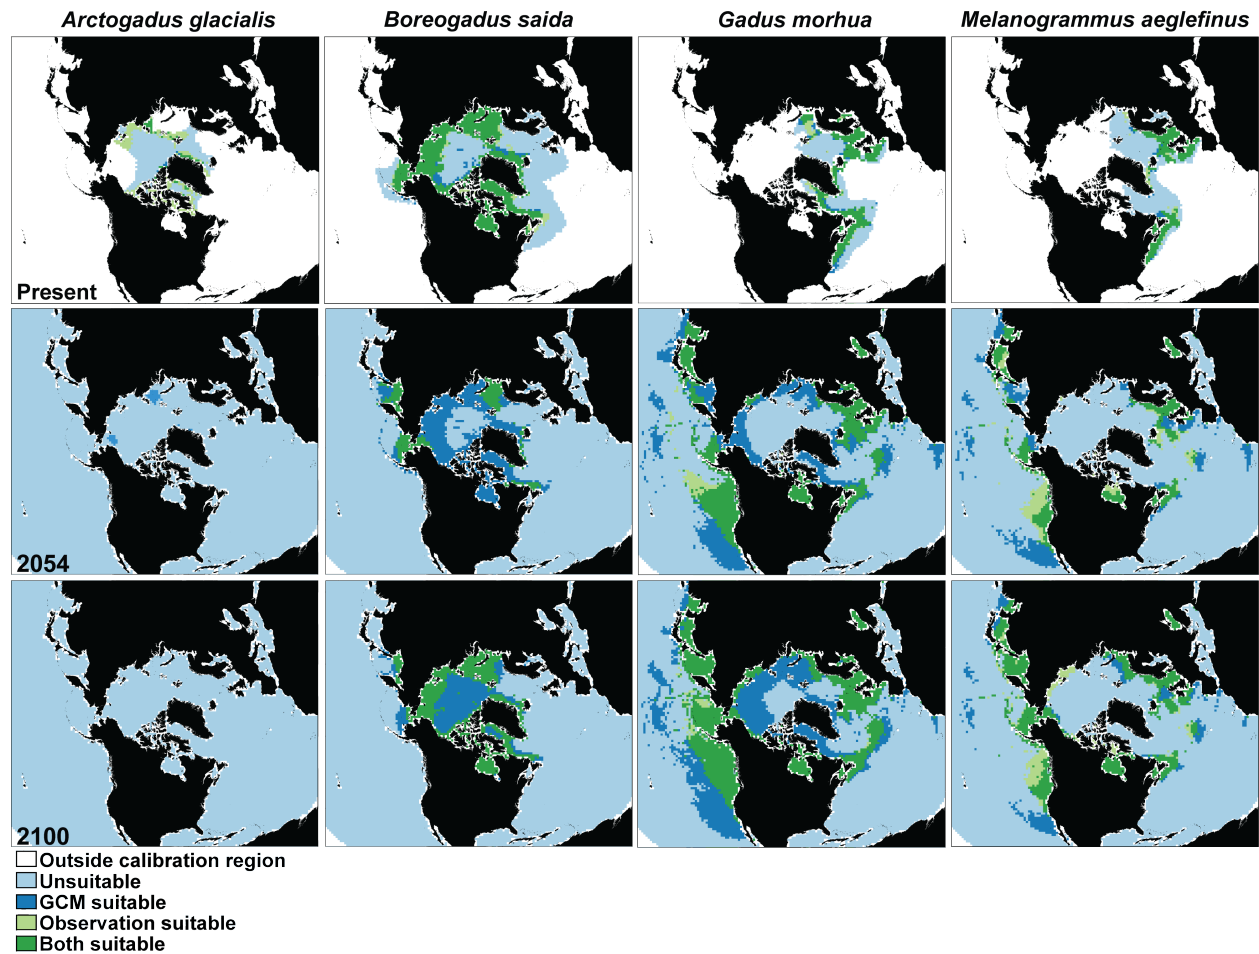 Arctogadus glacialis
Boreogadus saida
Gadus morhua
Melanogrammus aeglefinus
Present
2054
2100
Outside calibration region
Unsuitable
GCM suitable
Observation suitable
Both suitable